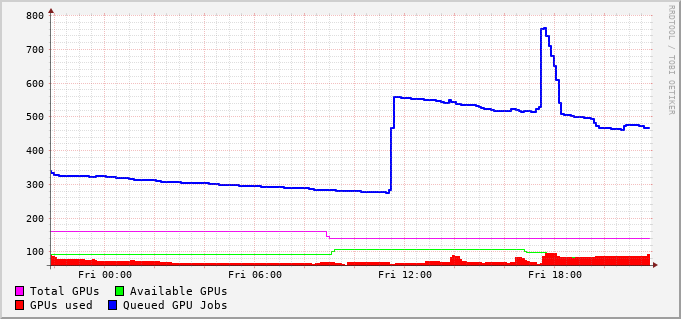 800
700
600
500
400
300
200
100
Fri 00:00 Fri 06:00 Fri 12:00 Fri 18:00
Total GPUs Available GPUs
GPUs used Queued GPU Jobs
RRDTOOL / TOBI OETIKER